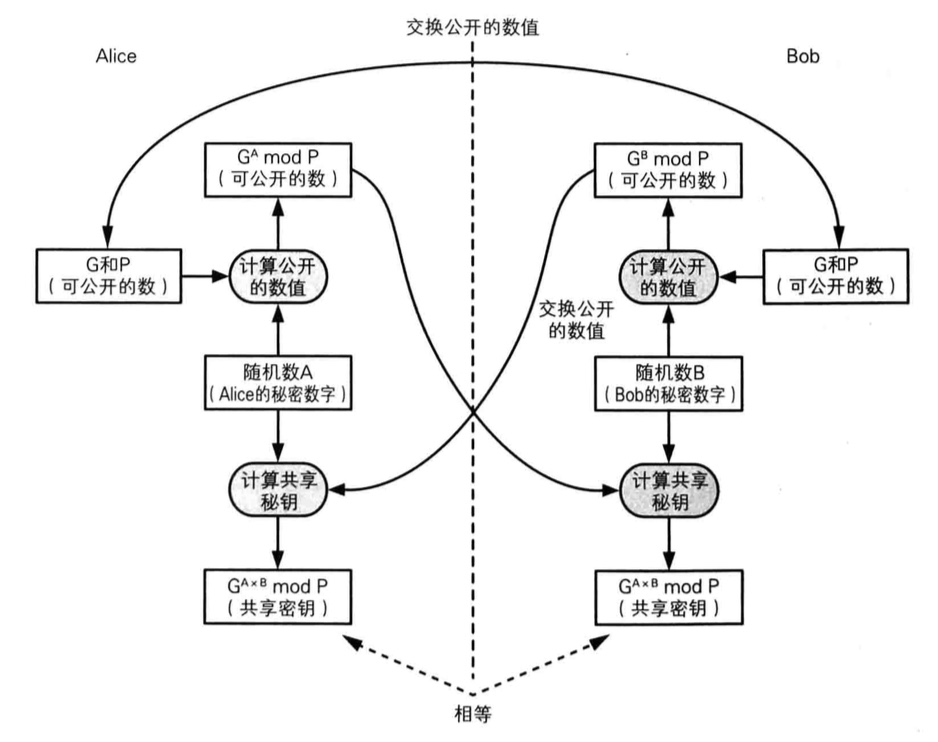 交换公开的数值
Alice
Bob
Gᴬ mod P
（可公开的数）
Gᴮ mod P
（可公开的数）
G和P
（可公开的数）
计算公开
的数值
计算公开
的数值
G和P
（可公开的数）
交换公开
的数值
随机数A
（Alice的秘密数字）
随机数B
（Bob的秘密数字）
计算共享
秘钥
计算共享
秘钥
Gᴬ×ᴮ mod P
（共享密钥）
Gᴬ×ᴮ mod P
（共享密钥）
相等